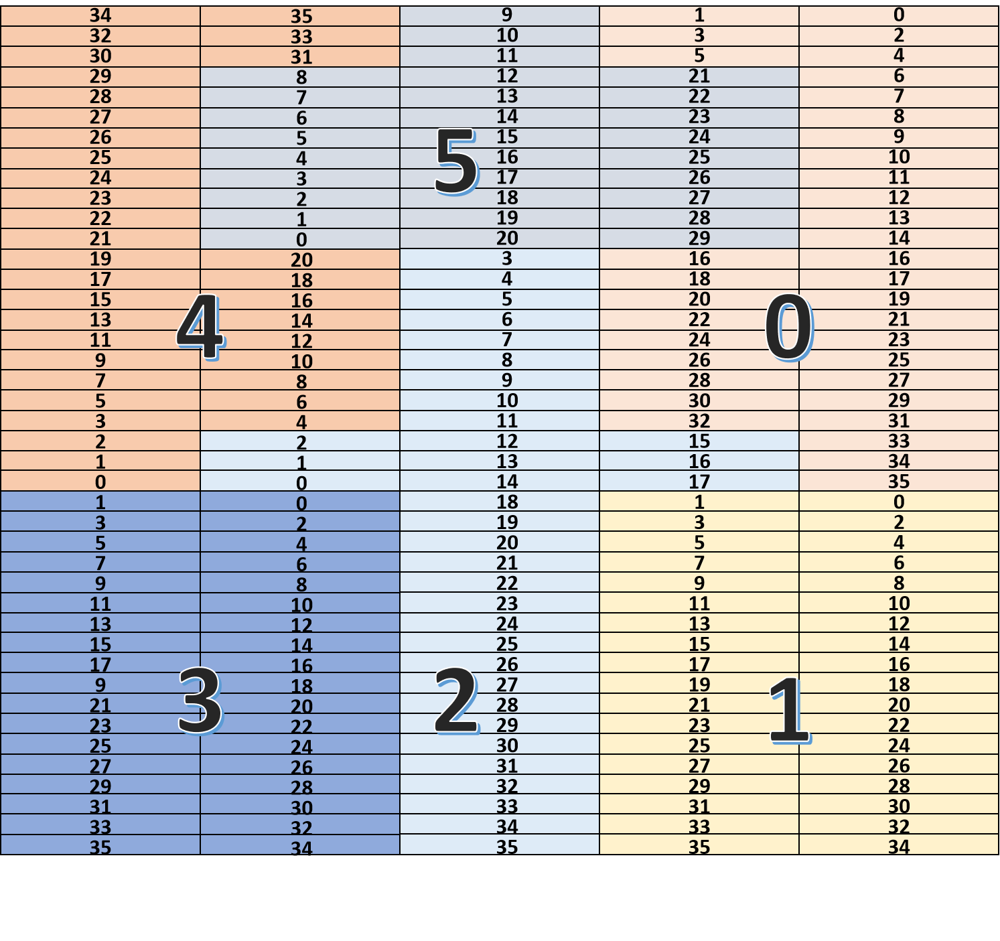 34 35 9 1 0
32 33 10 3 2
30 31 11 5 4
29 8 12 21 6
28 7 13 22 7
27 6 14 23 8
26 5 15 24 9
25 4 16 25 10
5
24 3 17 26 11
23 2 18 27 12
22 1 19 28 13
21 0 20 29 14
19 20 3 16 16
17 18 4 18 17
15 16 5 20 19
13 14 6 22 21
4 0
11 12 7 24 23
9 10 8 26 25
7 8 9 28 27
5 6 10 30 29
3 4 11 32 31
2 2 12 15 33
1 1 13 16 34
0 0 14 17 35
1 0 18 1 0
3 2 19 3 2
5 4 20 5 4
7 6 21 7 6
9 8 22 9 8
11 10 23 11 10
13 12 24 13 12
15 14 25 15 14
17 16 26 17 16
9 18 27 19 18
3 2 1
21 20 28 21 20
23 22 29 23 22
25 24 30 25 24
27 26 31 27 26
29 28 32 29 28
31 30 33 31 30
33 32 34 33 32
35 34 35 35 34